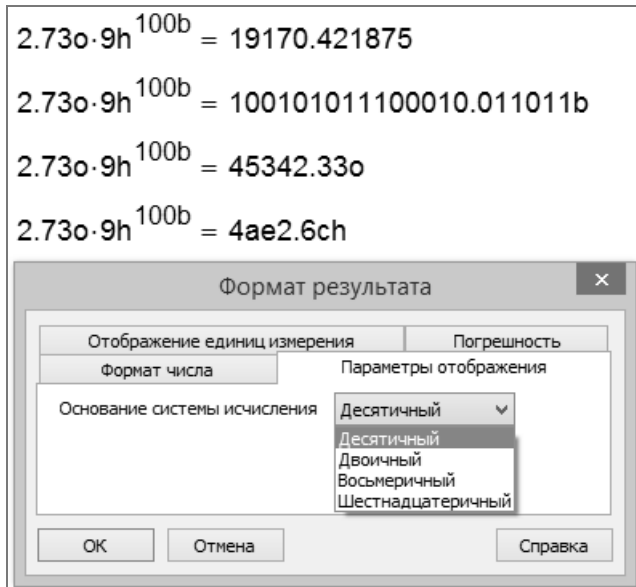 2.73o·9h^100b = 19170.421875
2.73o·9h^100b = 100101011100010.011011b
2.73o·9h^100b = 45342.33o
2.73o·9h^100b = 4ae2.6ch
Формат результата ×
Отображение единиц измерения Погрешность
Формат числа Параметры отображения
Основание системы исчисления Десятичный
Десятичный
Двоичный
Восьмеричный
Шестнадцатеричный
ОК Отмена Справка